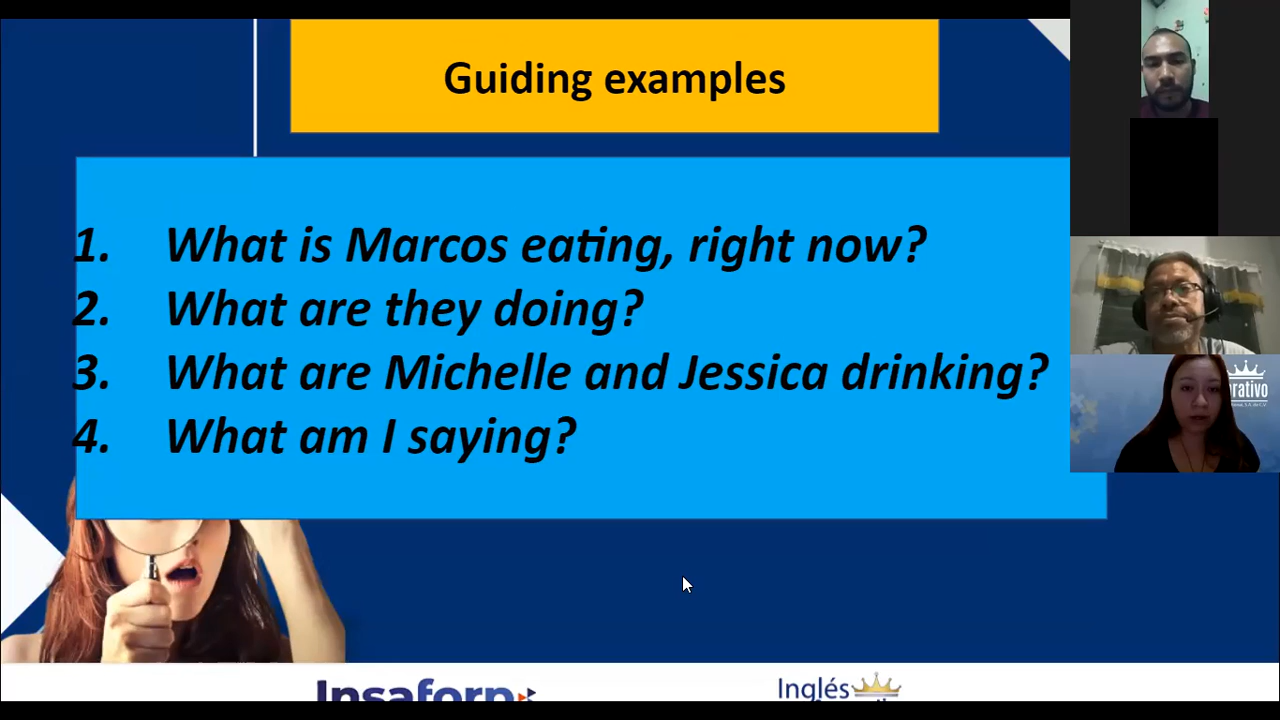 Guiding examples
1. What is Marcos eating, right now?
2. What are they doing?
3. What are Michelle and Jessica drinking?
4. What am I saying?
rativo
Insaforp
Inglés